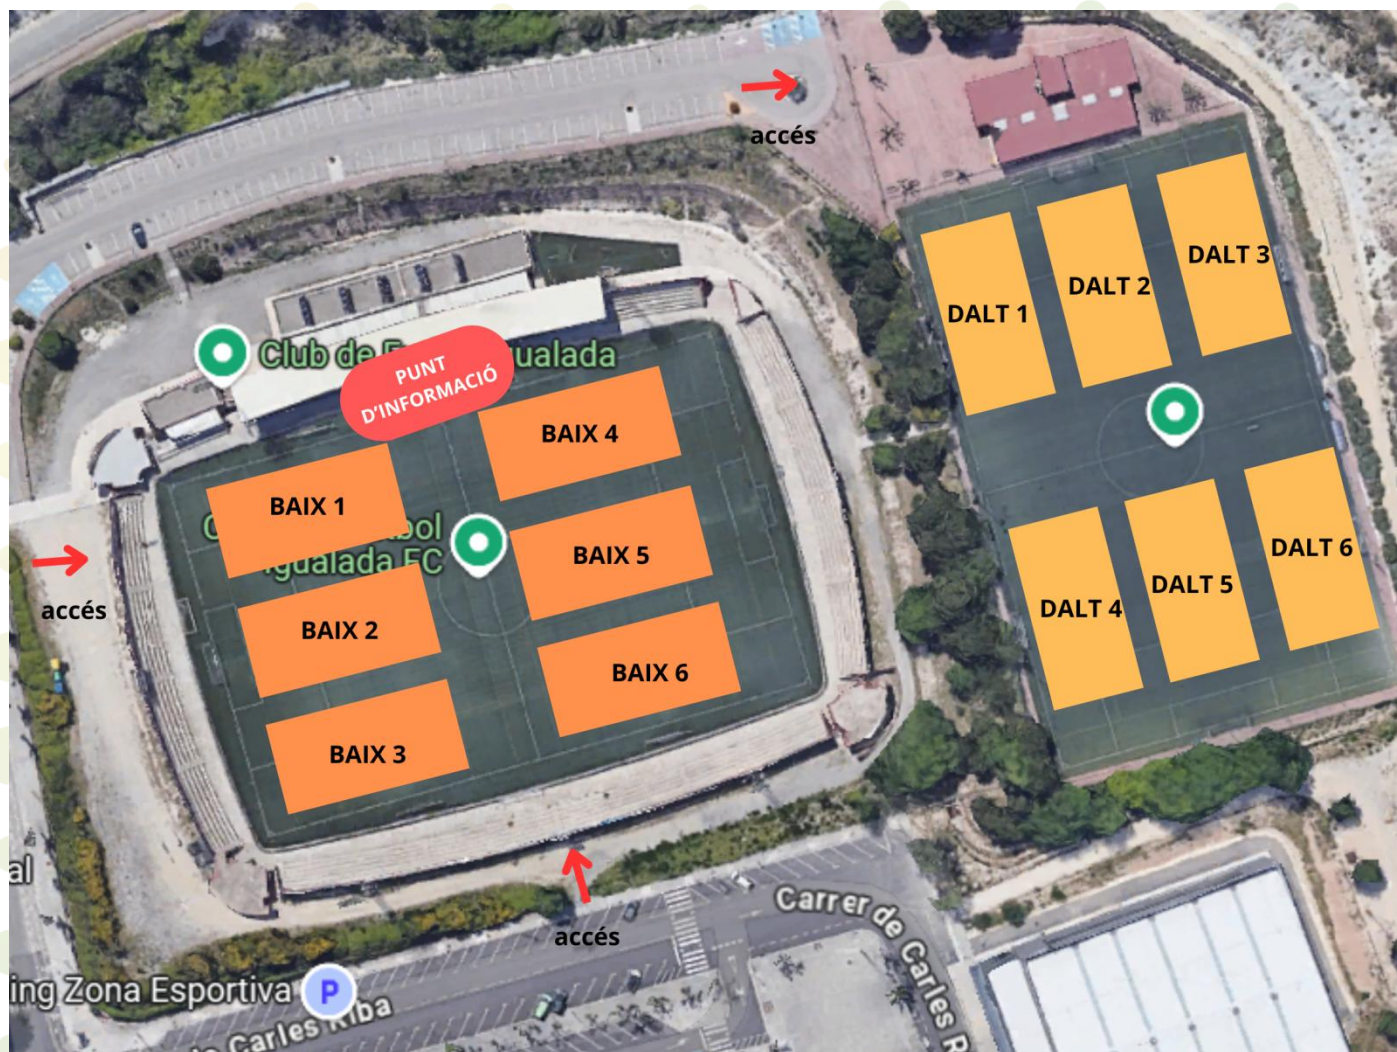 accés
DALT 3
DALT 2
DALT 1
Club de F
ualada
PUNT
D'INFORMACIÓ
BAIX 4
BAIX 1
bol
Igualada FC
BAIX 5
DALT 6
DALT 5
DALT 4
accés
BAIX 2
BAIX 6
BAIX 3
al
Carrer de Carles R
accés
ing Zona Esportiva P
Carles Riba